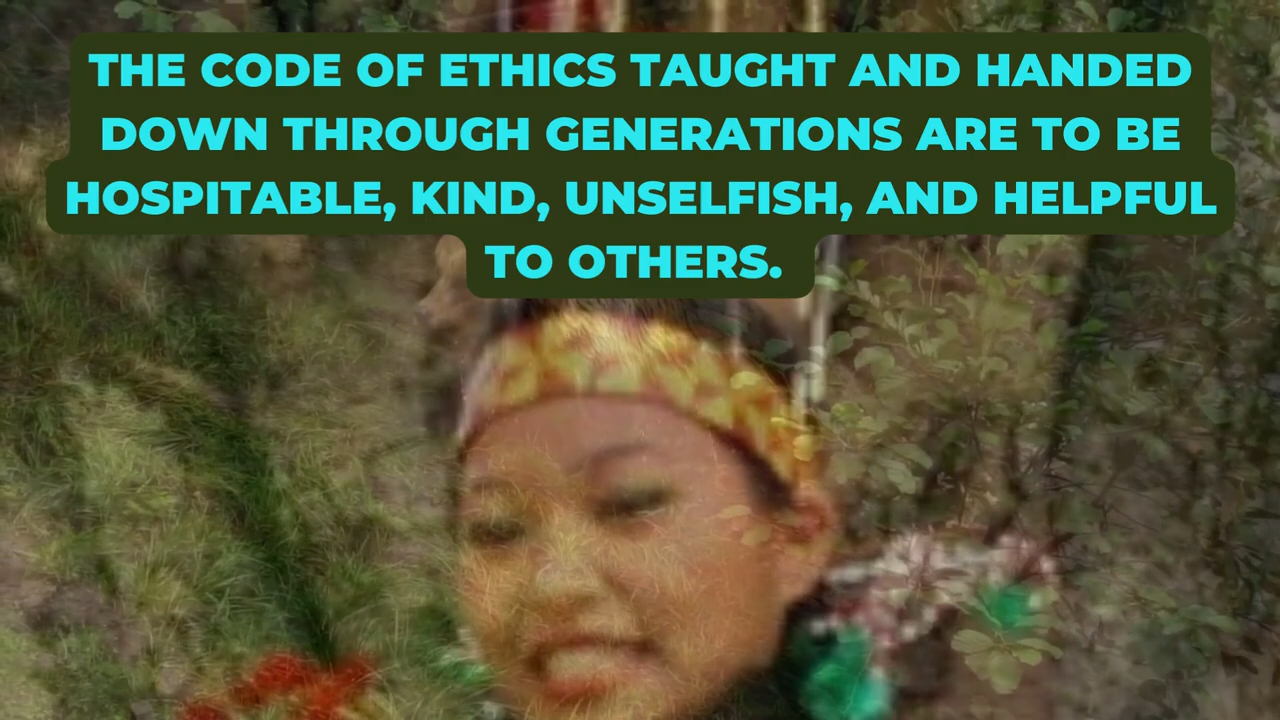 THE CODE OF ETHICS TAUGHT AND HANDED
DOWN THROUGH GENERATIONS ARE TO BE
HOSPITABLE, KIND, UNSELFISH, AND HELPFUL
TO OTHERS.